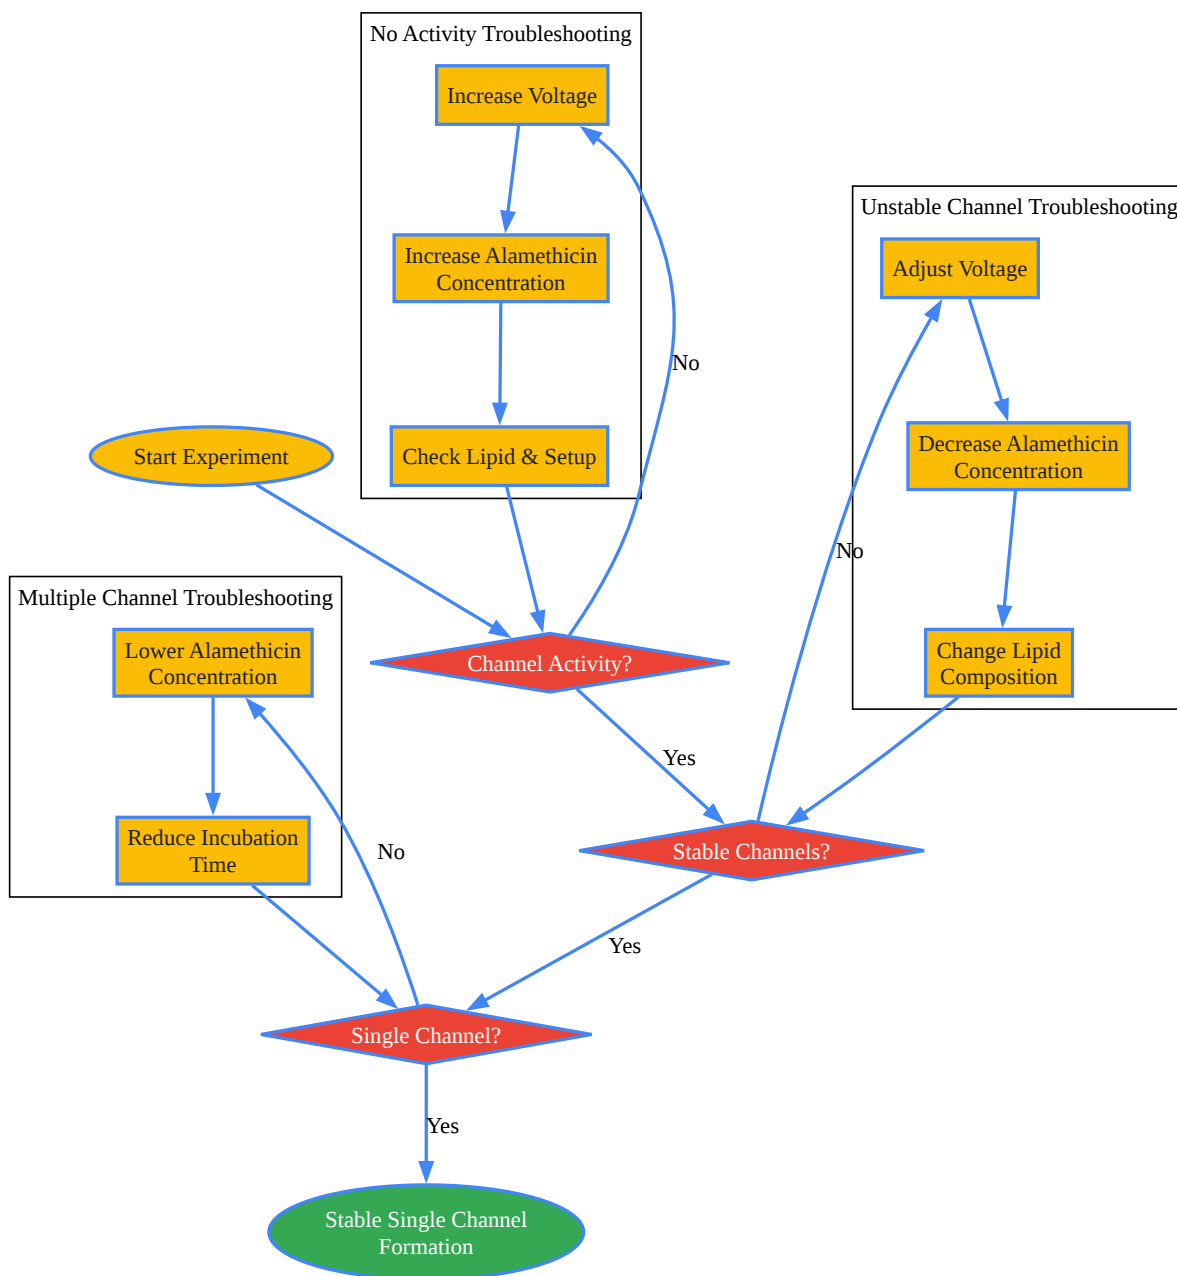 No Activity Troubleshooting
Increase Voltage
Increase Alamethicin
Concentration
Check Lipid & Setup
No
Unstable Channel Troubleshooting
Adjust Voltage
Decrease Alamethicin
Concentration
Change Lipid
Composition
No
Start Experiment
Channel Activity?
Yes
Stable Channels?
Yes
Multiple Channel Troubleshooting
Lower Alamethicin
Concentration
Reduce Incubation
Time
No
Single Channel?
Yes
Stable Single Channel
Formation